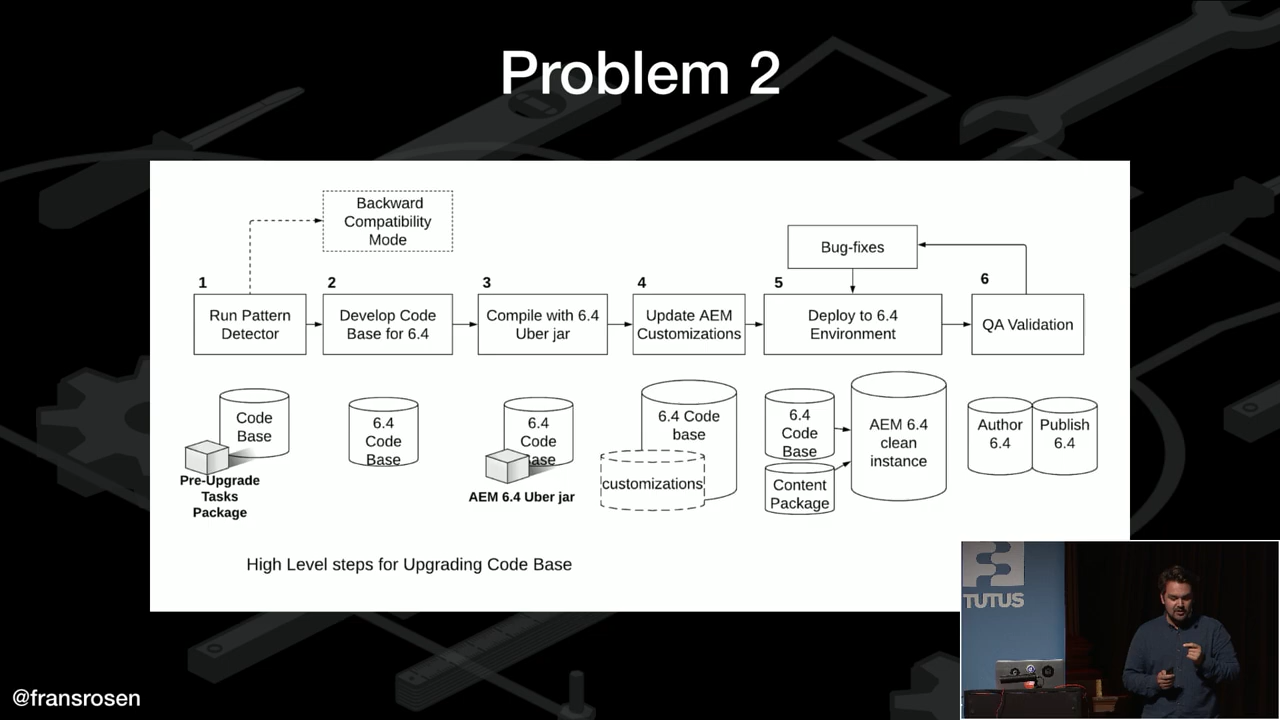 Problem 2
Backward
Compatibility
Mode
Bug-fixes
1
2
3
4
5
6
Run Pattern
Detector
Develop Code
Base for 6.4
Compile with 6.4
Uber jar
Update AEM
Customizations
Deploy to 6.4
Environment
QA Validation
Code
Base
Pre-Upgrade
Tasks
Package
6.4
Code
Base
6.4
Code
Base
AEM 6.4 Uber jar
6.4 Code
base
customizations
6.4
Code
Base
Content
Package
AEM 6.4
clean
instance
Author
6.4
Publish
6.4
High Level steps for Upgrading Code Base
TUTUS
@fransrosen